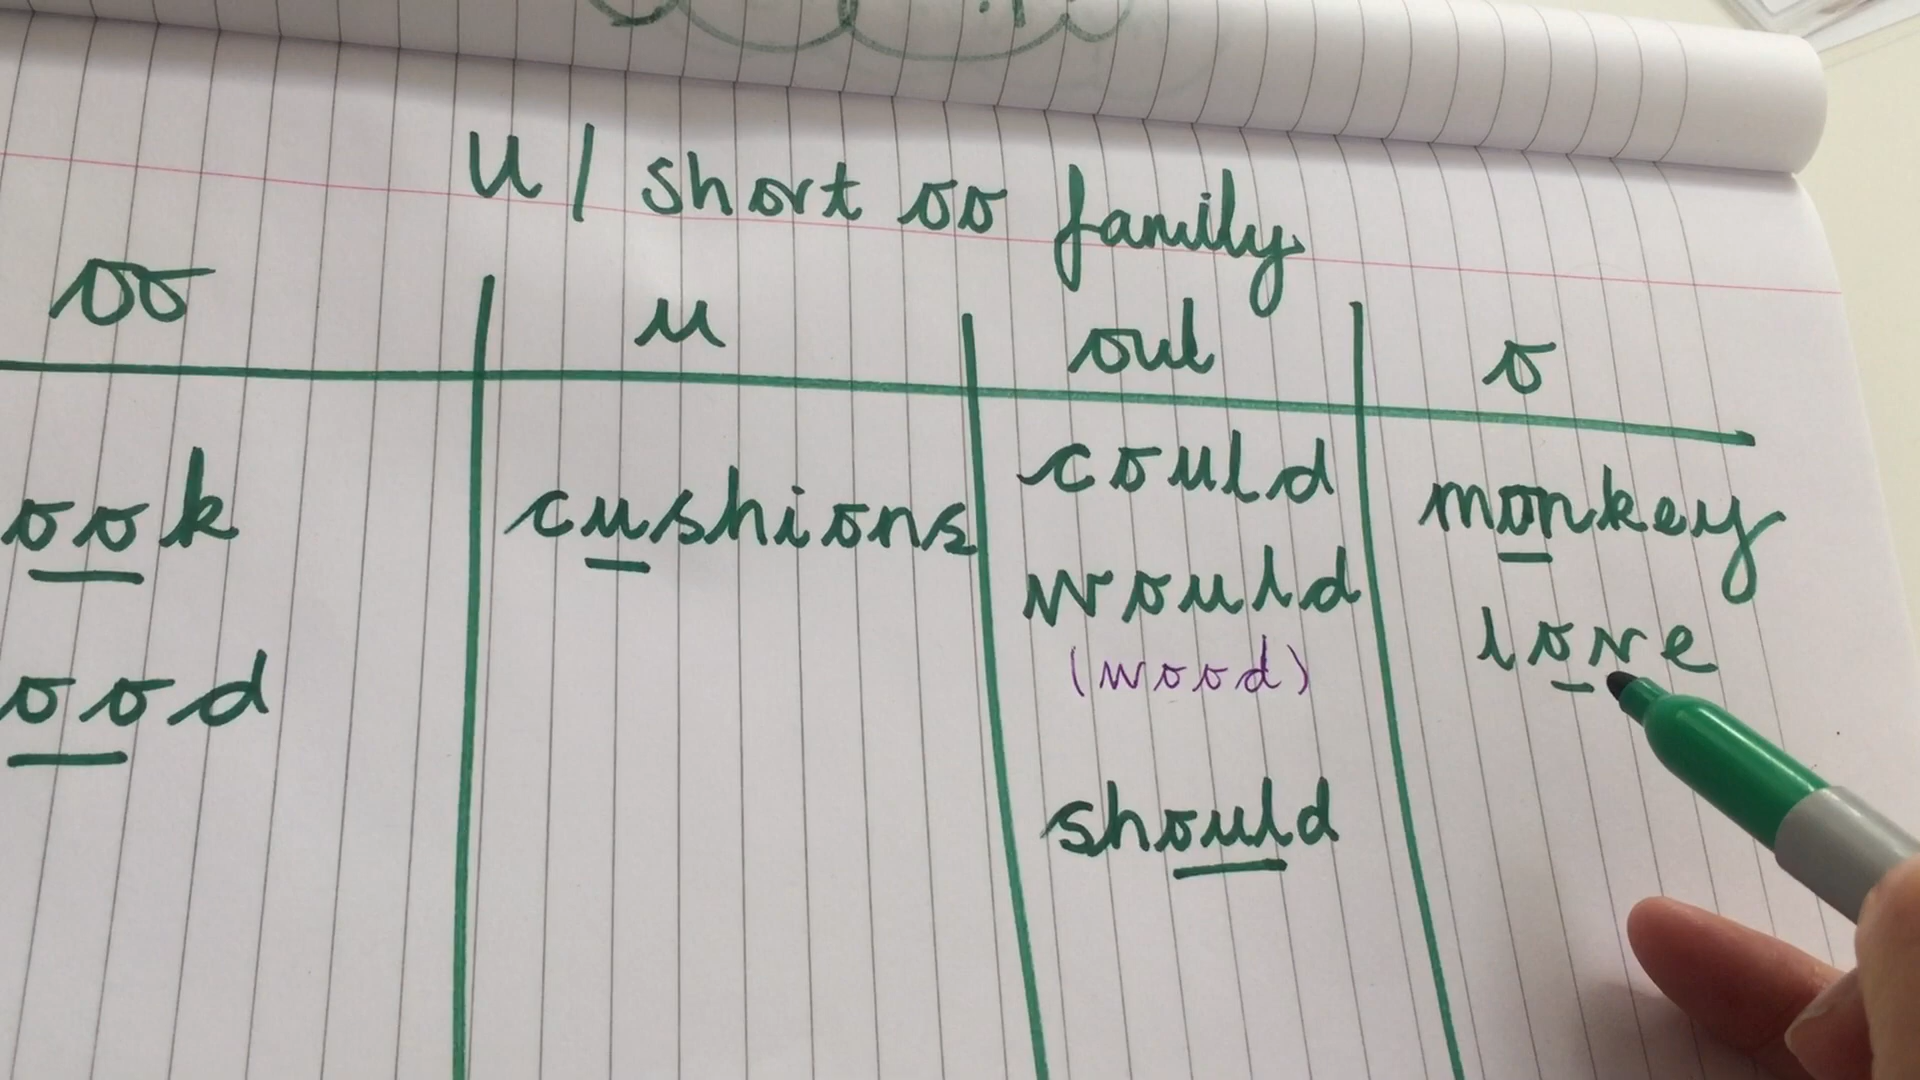 U / short oo family
oo u oul o
ook cushions could monkey
would love
(wood)
ood
should